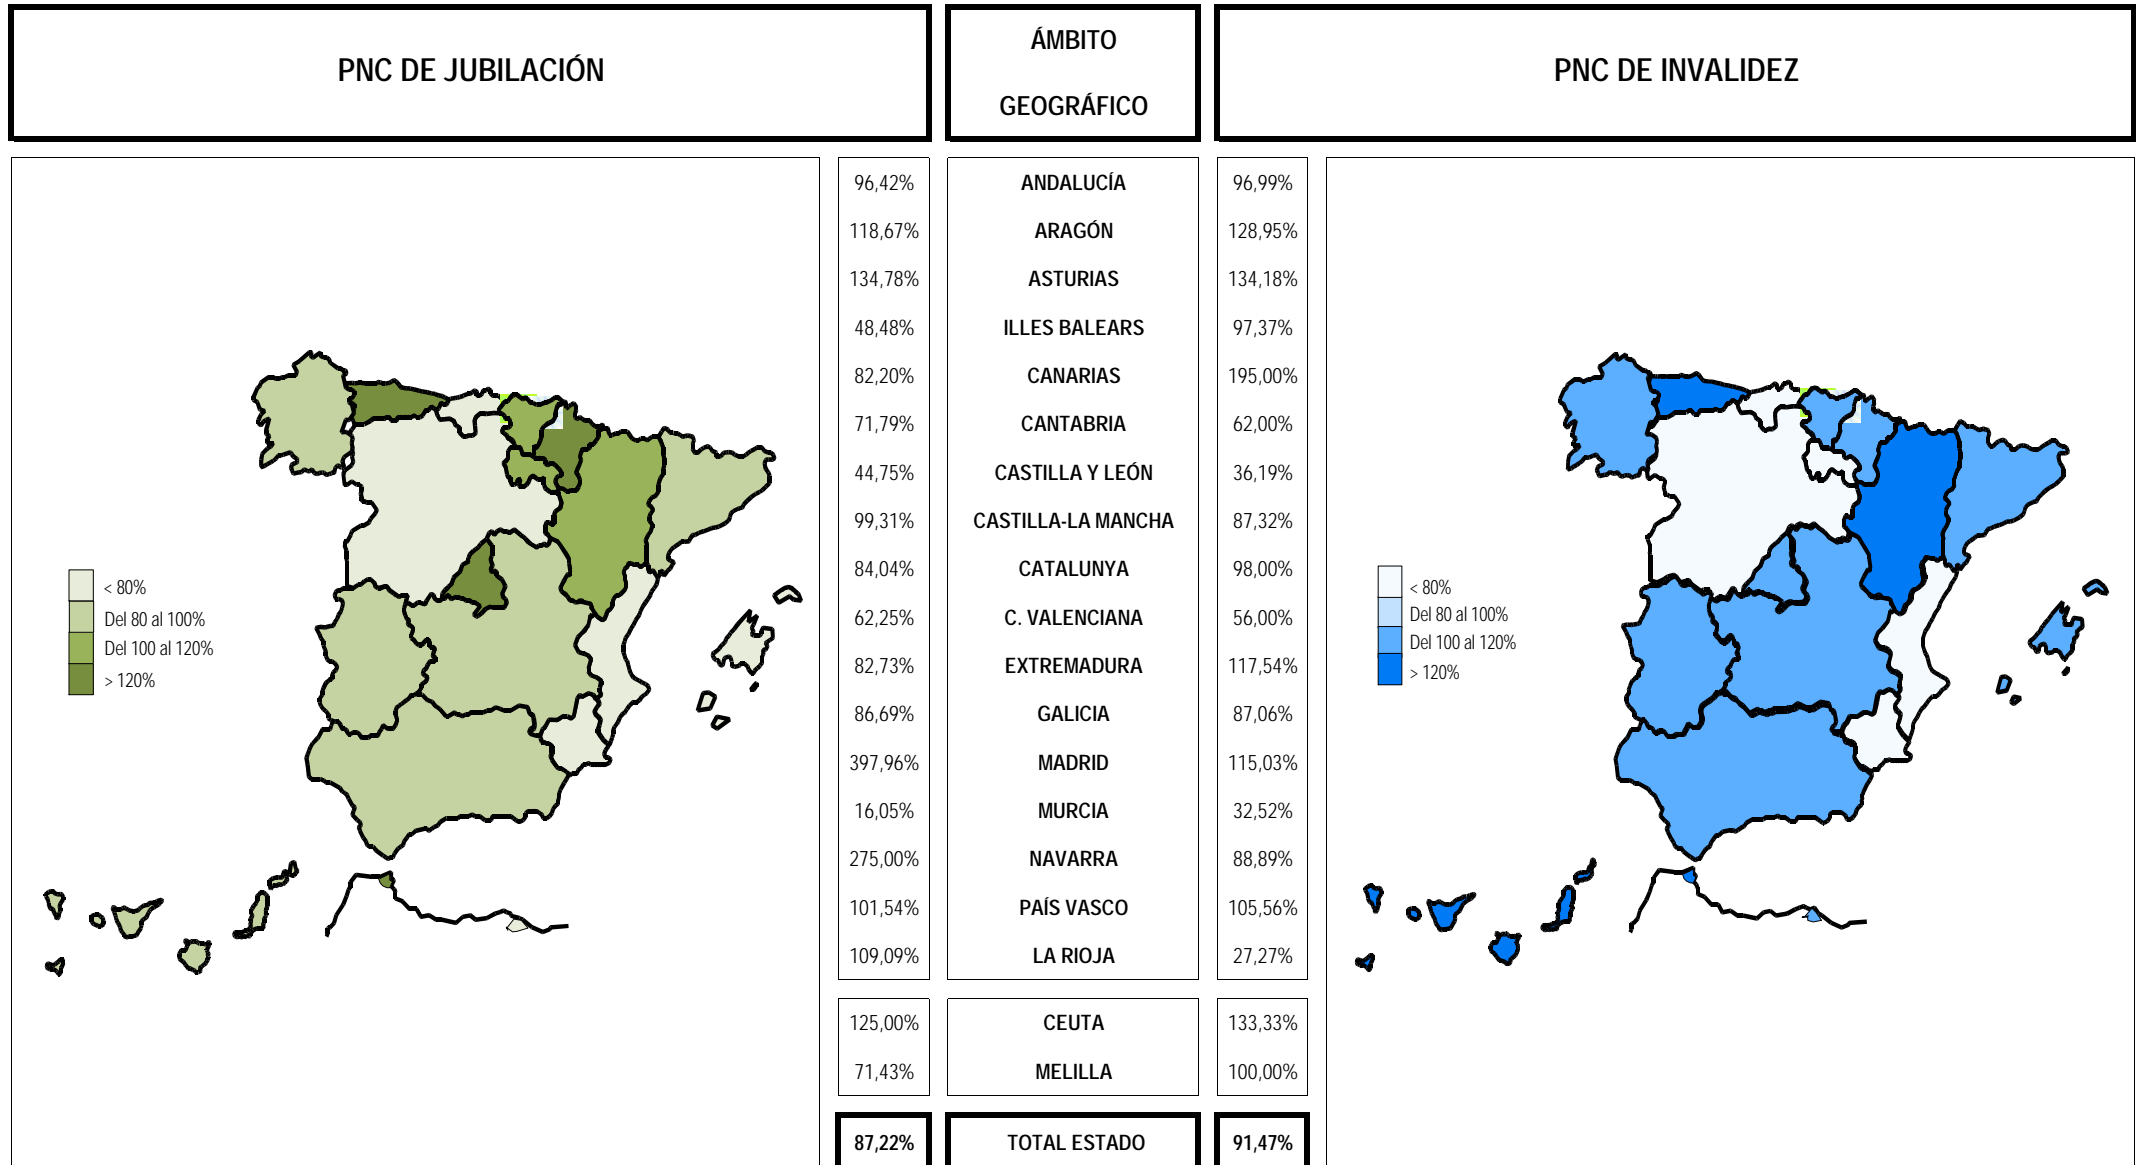 PNC DE JUBILACIÓN
ÁMBITO
GEOGRÁFICO
PNC DE INVALIDEZ
96,42% ANDALUCÍA 96,99%
118,67% ARAGÓN 128,95%
134,78% ASTURIAS 134,18%
48,48% ILLES BALEARS 97,37%
82,20% CANARIAS 195,00%
71,79% CANTABRIA 62,00%
44,75% CASTILLA Y LEÓN 36,19%
99,31% CASTILLA-LA MANCHA 87,32%
84,04% CATALUNYA 98,00%
62,25% C. VALENCIANA 56,00%
82,73% EXTREMADURA 117,54%
86,69% GALICIA 87,06%
397,96% MADRID 115,03%
16,05% MURCIA 32,52%
275,00% NAVARRA 88,89%
101,54% PAÍS VASCO 105,56%
109,09% LA RIOJA 27,27%
125,00% CEUTA 133,33%
71,43% MELILLA 100,00%
87,22% TOTAL ESTADO 91,47%
< 80%
Del 80 al 100%
Del 100 al 120%
> 120%
< 80%
Del 80 al 100%
Del 100 al 120%
> 120%